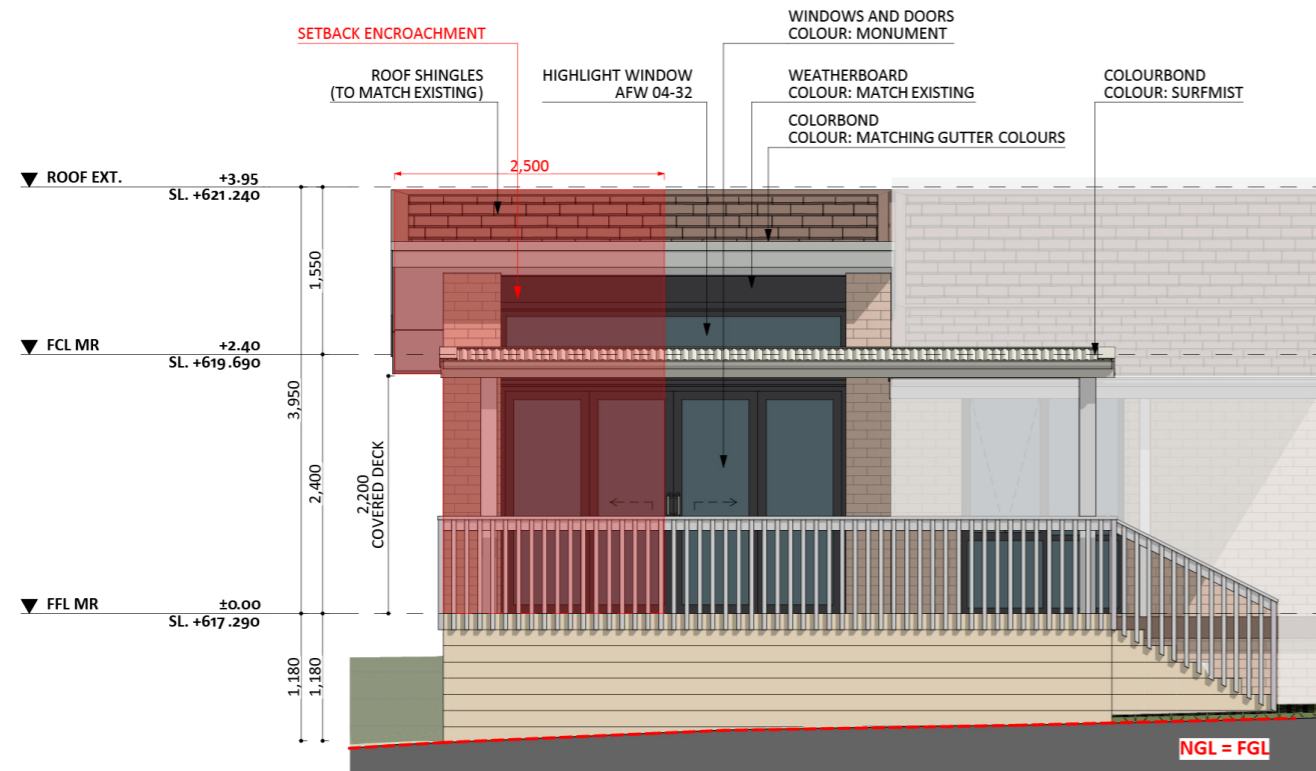 WINDOWS AND DOORS
COLOUR: MONUMENT
SETBACK ENCROACHMENT
ROOF SHINGLES
(TO MATCH EXISTING)
HIGHLIGHT WINDOW
AFW 04-32
WEATHERBOARD
COLOUR: MATCH EXISTING
COLOURBOND
COLOUR: SURFMIST
COLORBOND
COLOUR: MATCHING GUTTER COLOURS
2,500
ROOF EXT. +3.95
SL. +621.240
1,550
FCL MR +2.40
SL. +619.690
3,950
2,400
2,200
COVERED DECK
FFL MR ±0.00
SL. +617.290
1,180
1,180
NGL = FGL